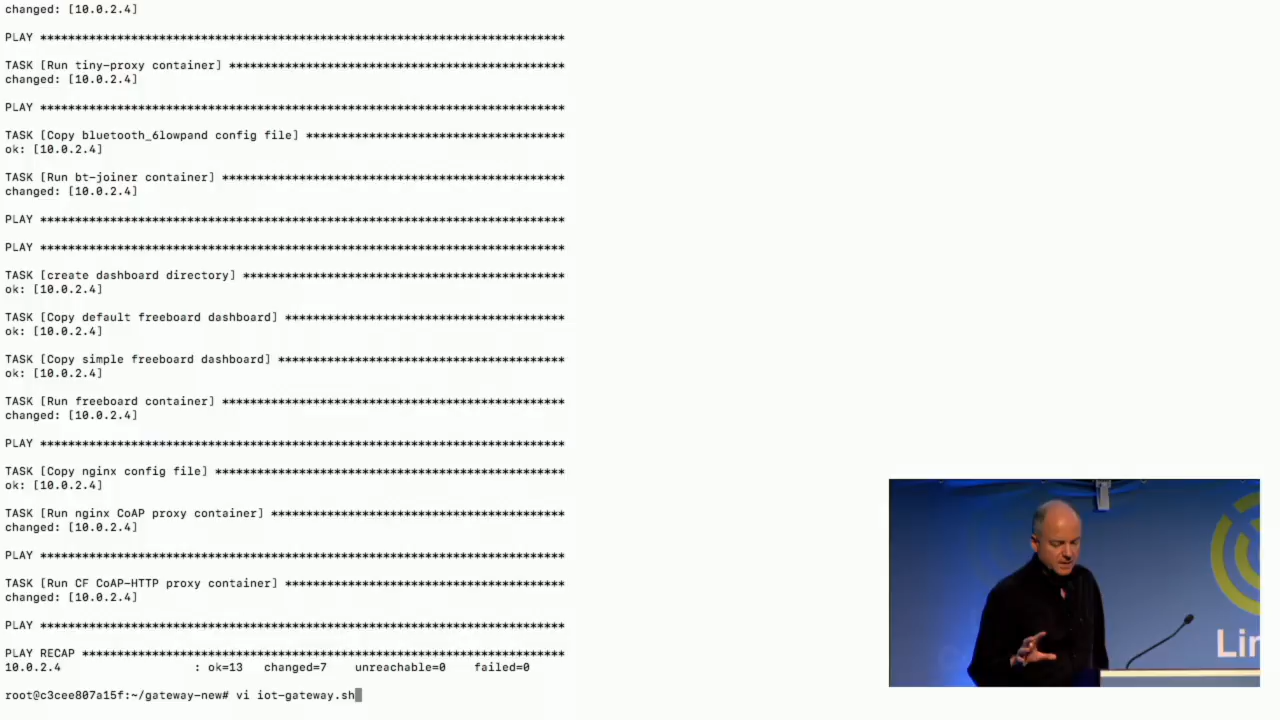 changed: [10.0.2.4]
PLAY ***************************************************************************
TASK [Run tiny-proxy container] ************************************************
changed: [10.0.2.4]
PLAY ***************************************************************************
TASK [Copy bluetooth_6lowpand config file] *************************************
ok: [10.0.2.4]
TASK [Run bt-joiner container] *************************************************
changed: [10.0.2.4]
PLAY ***************************************************************************
PLAY ***************************************************************************
TASK [create dashboard directory] **********************************************
ok: [10.0.2.4]
TASK [Copy default freeboard dashboard] ****************************************
ok: [10.0.2.4]
TASK [Copy simple freeboard dashboard] *****************************************
ok: [10.0.2.4]
TASK [Run freeboard container] *************************************************
changed: [10.0.2.4]
PLAY ***************************************************************************
TASK [Copy nginx config file] **************************************************
ok: [10.0.2.4]
TASK [Run nginx CoAP proxy container] ******************************************
changed: [10.0.2.4]
PLAY ***************************************************************************
TASK [Run CF CoAP-HTTP proxy container] ****************************************
changed: [10.0.2.4]
PLAY ***************************************************************************
PLAY RECAP *********************************************************************
10.0.2.4                   : ok=13   changed=7    unreachable=0    failed=0
root@c3cee807a15f:~/gateway-new# vi iot-gateway.sh
Lin